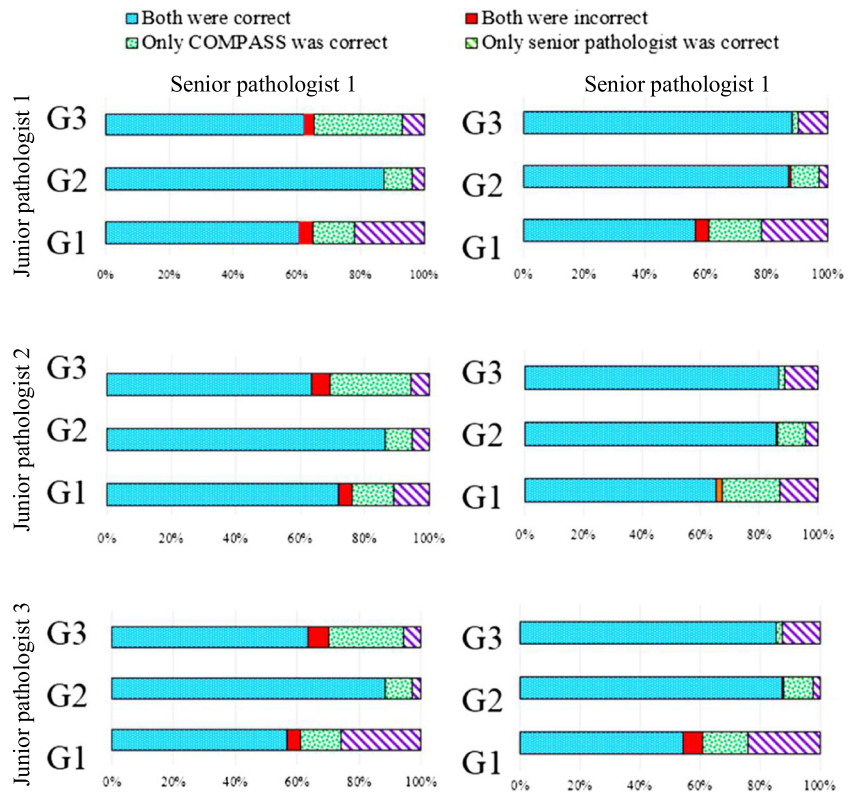 Both were correct
Both were incorrect
Only COMPASS was correct
Only senior pathologist was correct
Senior pathologist 1
Senior pathologist 1
Junior pathologist 1
G3
G2
G1
0% 20% 40% 60% 80% 100%
G3
G2
G1
0% 20% 40% 60% 80% 100%
Junior pathologist 2
G3
G2
G1
0% 20% 40% 60% 80% 100%
G3
G2
G1
0% 20% 40% 60% 80% 100%
Junior pathologist 3
G3
G2
G1
0% 20% 40% 60% 80% 100%
G3
G2
G1
0% 20% 40% 60% 80% 100%